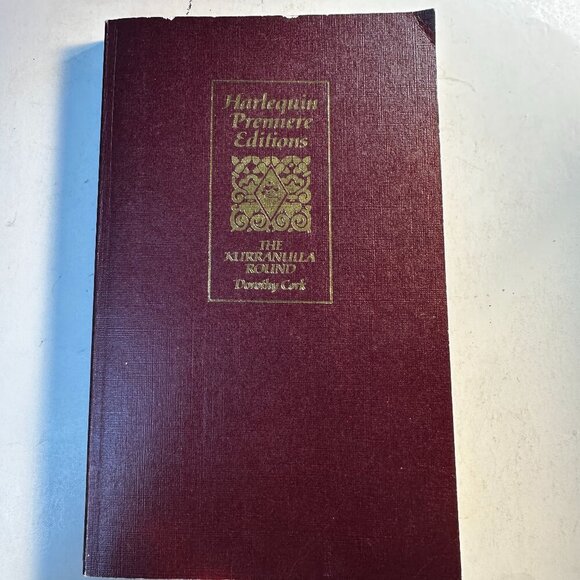 Harlequin
Premiere
Editions
THE
KURRANULLA
ROUND
Dorothy Cork